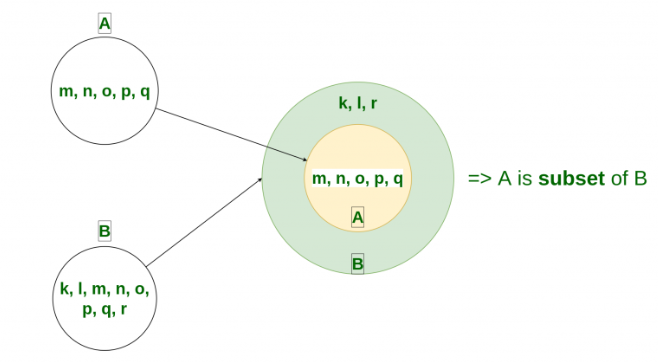 A
m, n, o, p, q
B
k, l, m, n, o,
p, q, r
k, l, r
m, n, o, p, q
A
B
=> A is subset of B